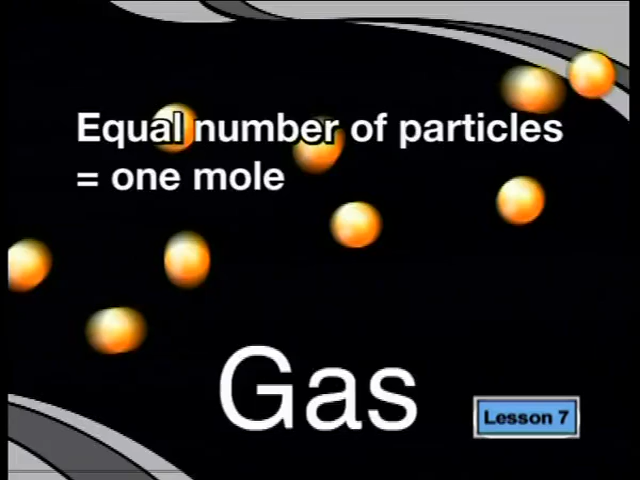 Equal number of particles
= one mole
Gas
Lesson 7